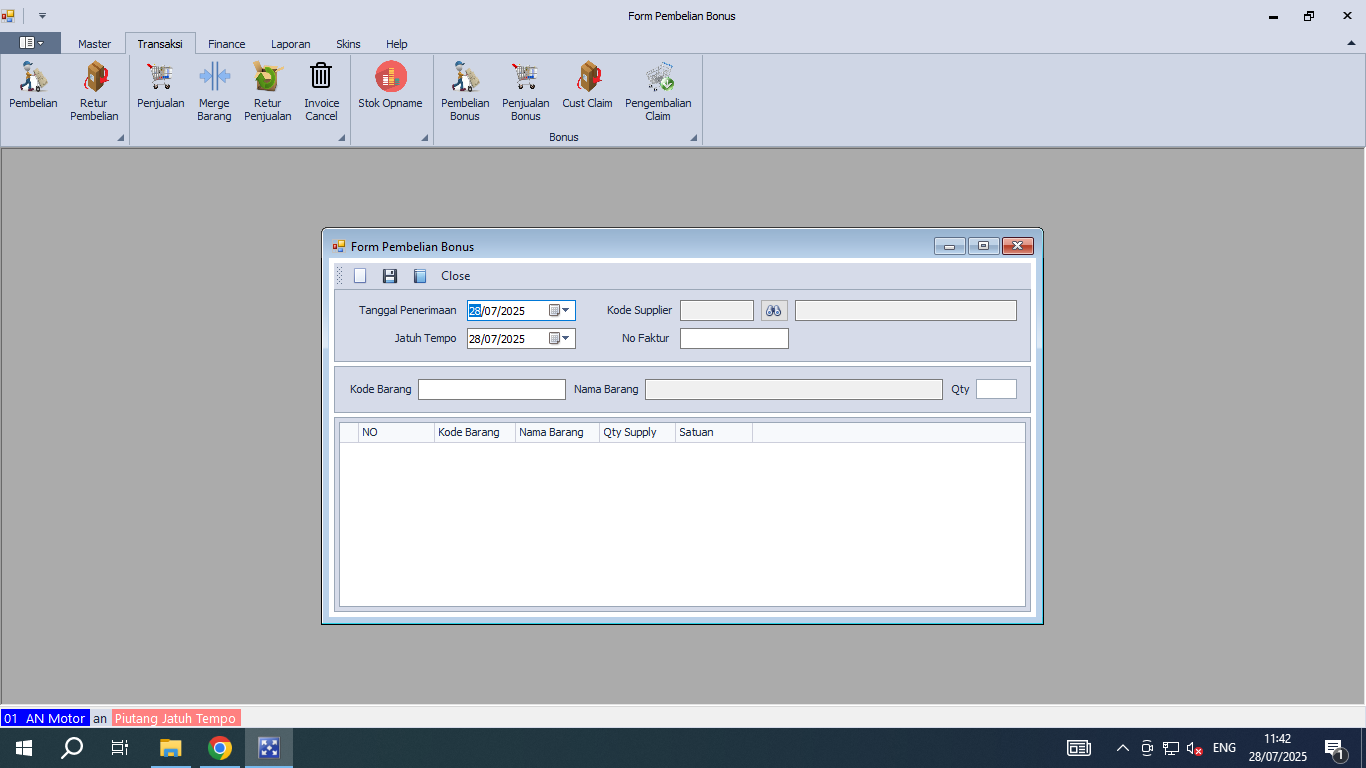 Form Pembelian Bonus
Master Transaksi Finance Laporan Skins Help
Pembelian
Retur Pembelian
Penjualan
Merge Barang
Retur Penjualan
Invoice Cancel
Stok Opname
Pembelian Bonus
Penjualan Bonus
Cust Claim
Pengembalian Claim
Bonus
Form Pembelian Bonus
Close
Tanggal Penerimaan 28/07/2025 Kode Supplier
Jatuh Tempo 28/07/2025 No Faktur
Kode Barang Nama Barang Qty
NO Kode Barang Nama Barang Qty Supply Satuan
01 AN Motor an Piutang Jatuh Tempo
ENG
11:42
28/07/2025
1